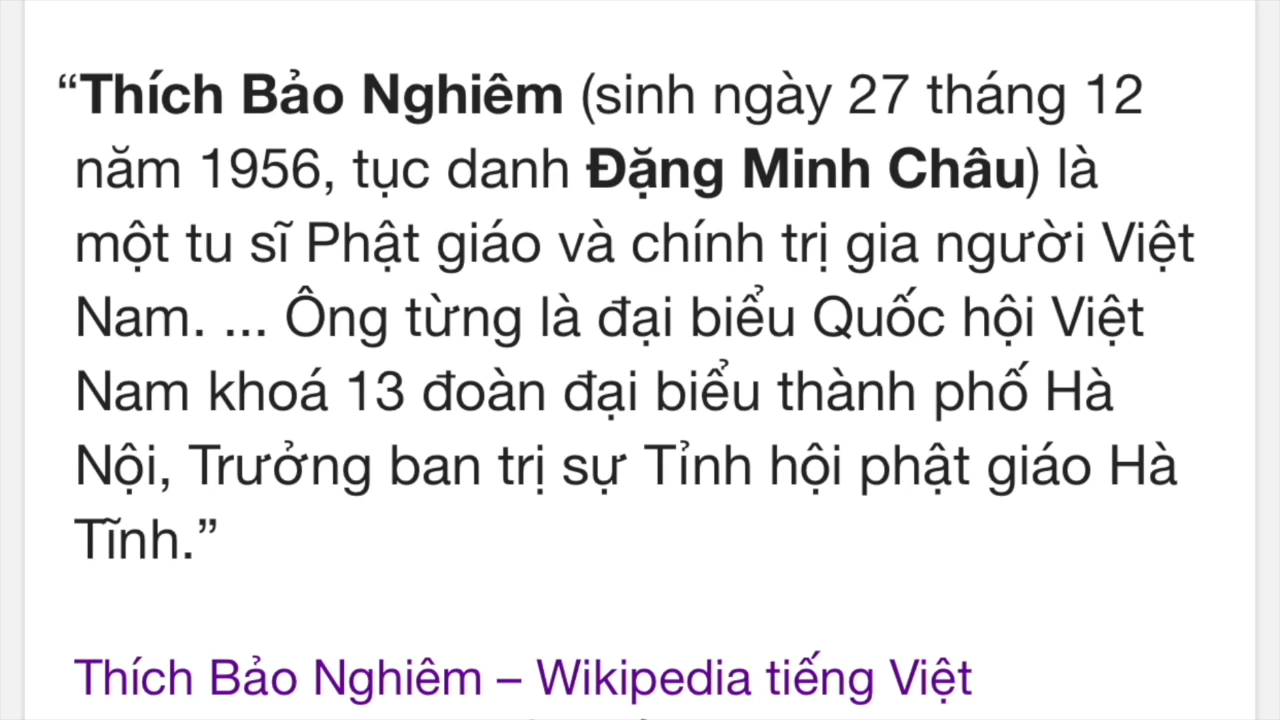 “Thích Bảo Nghiêm (sinh ngày 27 tháng 12
năm 1956, tục danh Đặng Minh Châu) là
một tu sĩ Phật giáo và chính trị gia người Việt
Nam. ... Ông từng là đại biểu Quốc hội Việt
Nam khoá 13 đoàn đại biểu thành phố Hà
Nội, Trưởng ban trị sự Tỉnh hội phật giáo Hà
Tĩnh.”
Thích Bảo Nghiêm – Wikipedia tiếng Việt